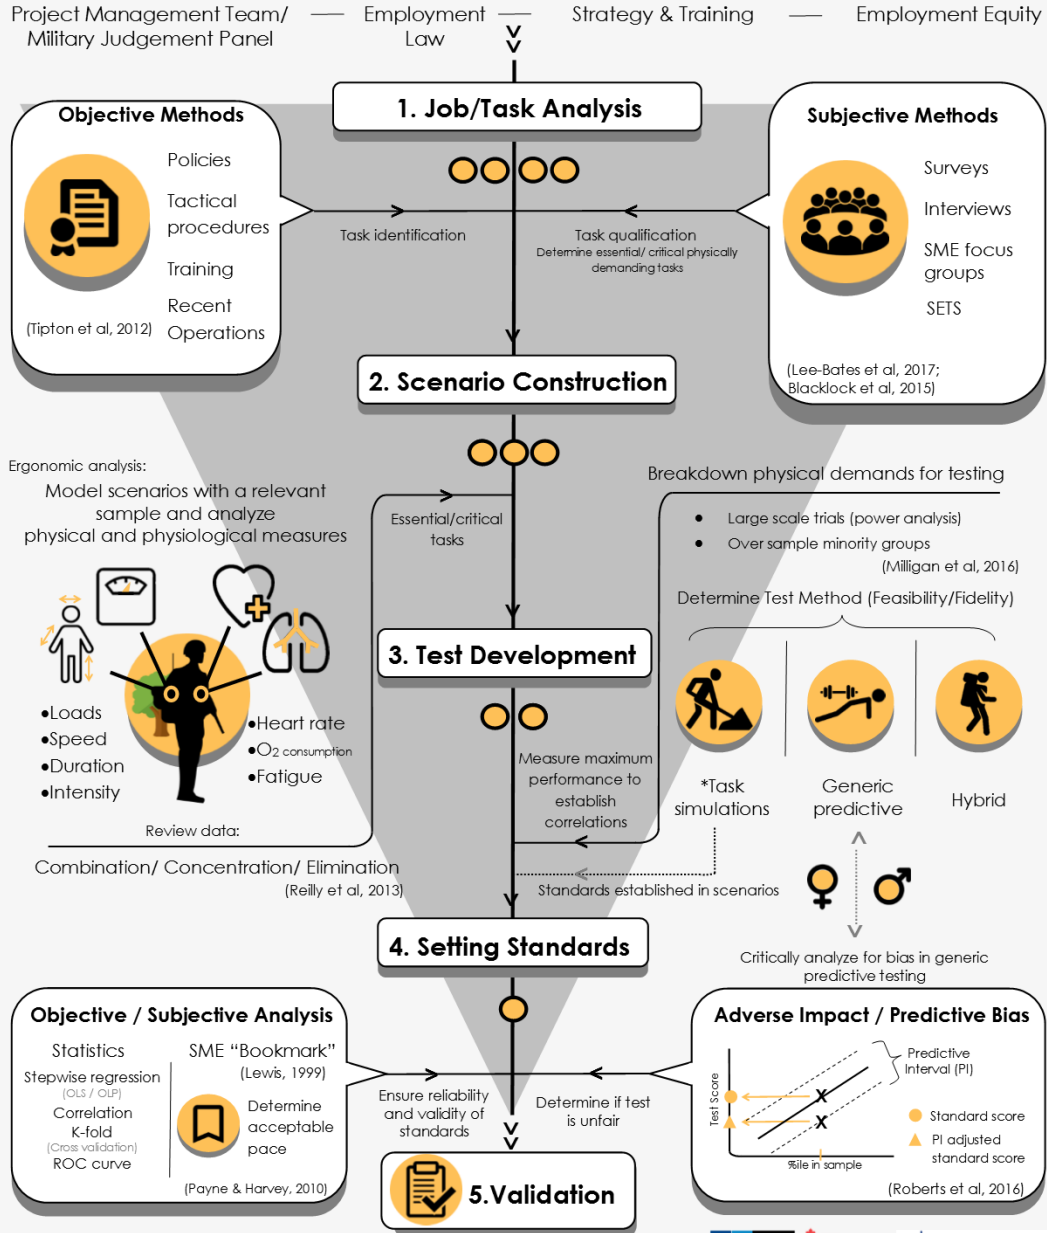 Project Management Team/
Military Judgement Panel
Employment
Law
Strategy & Training
Employment Equity
1. Job/Task Analysis
Objective Methods
Policies
Tactical
procedures
Training
Recent
Operations
(Tipton et al, 2012)
Task identification
Task qualification
Determine essential/ critical physically
demanding tasks
Subjective Methods
Surveys
Interviews
SME focus
groups
SETS
(Lee-Bates et al, 2017;
Blacklock et al, 2015)
2. Scenario Construction
Ergonomic analysis:
Model scenarios with a relevant
sample and analyze
physical and physiological measures
•Loads
•Speed
•Duration
•Intensity
•Heart rate
•O2 consumption
•Fatigue
Review data:
Combination/ Concentration/ Elimination
(Reilly et al, 2013)
Essential/critical
tasks
Breakdown physical demands for testing
• Large scale trials (power analysis)
• Over sample minority groups
(Milligan et al, 2016)
Determine Test Method (Feasibility/Fidelity)
3. Test Development
Measure maximum
performance to
establish
correlations
*Task
simulations
Generic
predictive
Hybrid
Standards established in scenarios
Critically analyze for bias in generic
predictive testing
4. Setting Standards
Objective / Subjective Analysis
Statistics
Stepwise regression
(OLS / OLP)
Correlation
K-fold
(Cross validation)
ROC curve
SME “Bookmark”
(Lewis, 1999)
Determine
acceptable
pace
(Payne & Harvey, 2010)
Ensure reliability
and validity of
standards
Determine if test
is unfair
Adverse Impact / Predictive Bias
Test Score
X
X
%ile in sample
Predictive
Interval (PI)
Standard score
PI adjusted
standard score
(Roberts et al, 2016)
5.Validation